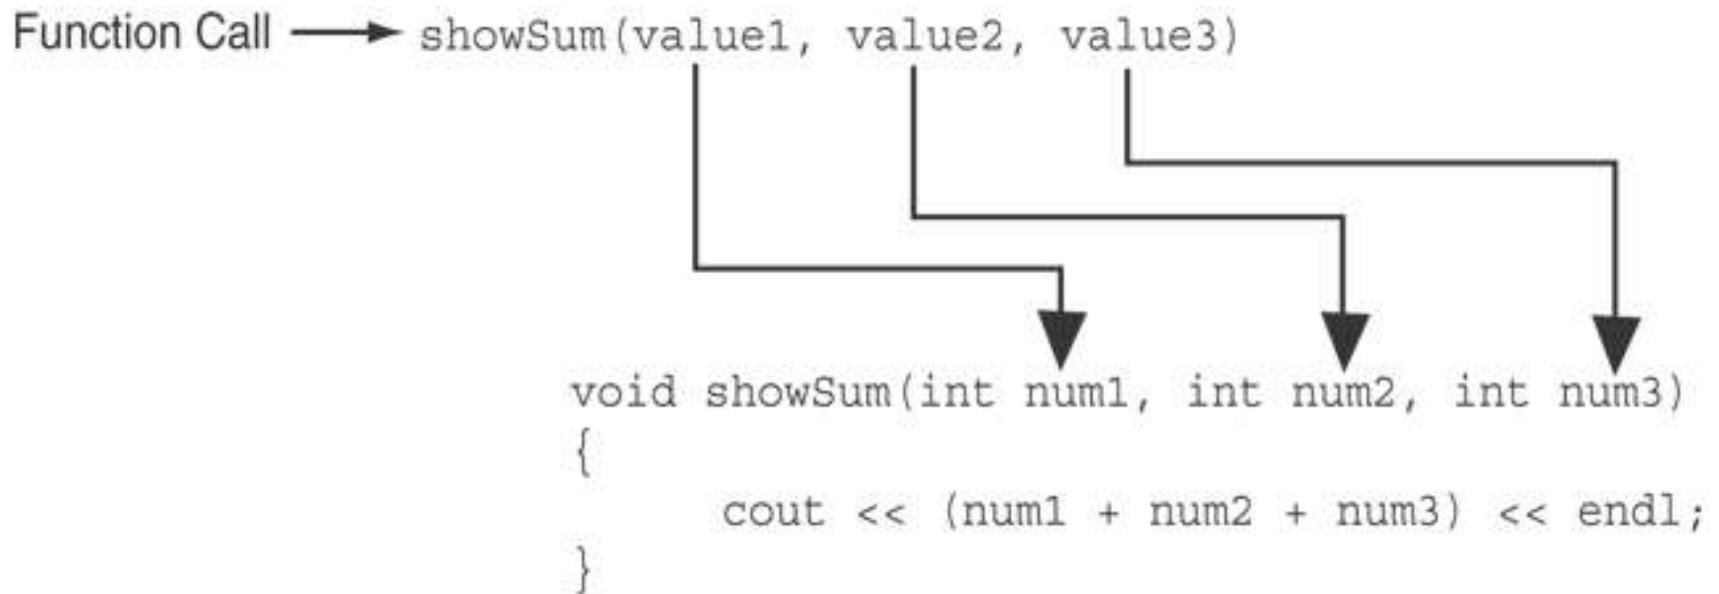 Function Call showSum(value1, value2, value3)
void showSum(int num1, int num2, int num3)
{
cout << (num1 + num2 + num3) << endl;
}